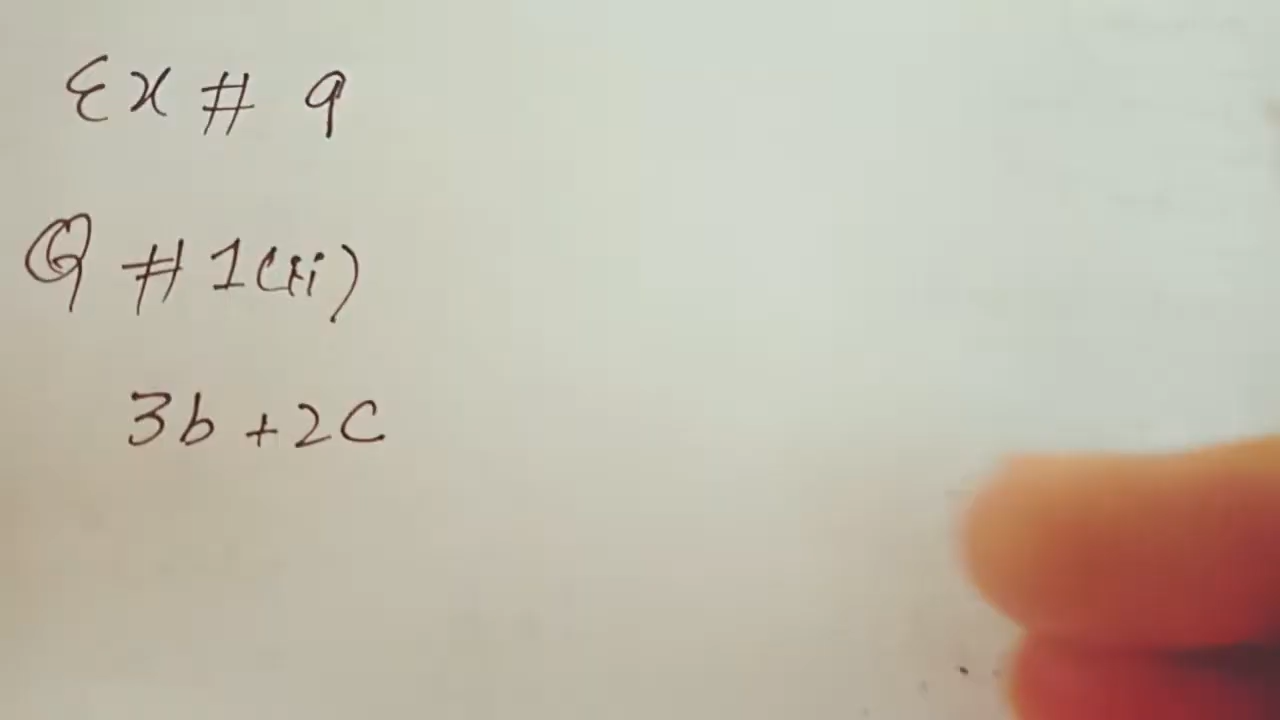 Ex # 9
Q # 1(ii)
3b + 2c